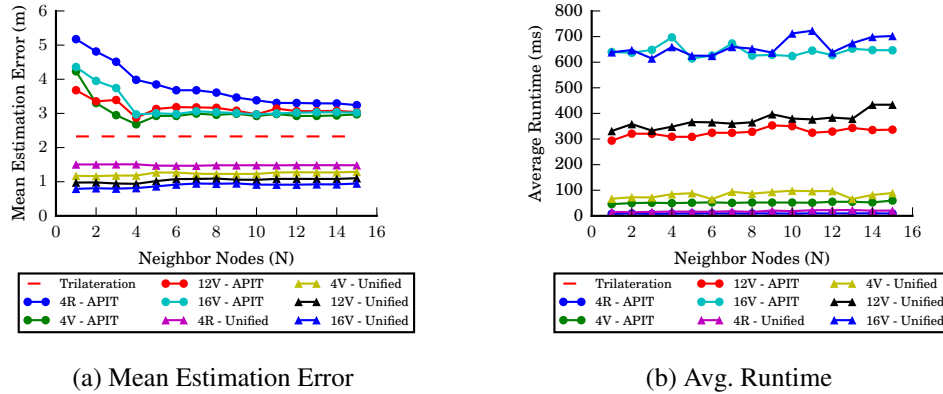 Mean Estimation Error (m)
6
5
4
3
2
1
0
0 2 4 6 8 10 12 14 16
Neighbor Nodes (N)
Trilateration
4R - APIT
4V - APIT
12V - APIT
16V - APIT
4R - Unified
4V - Unified
12V - Unified
16V - Unified
(a) Mean Estimation Error
Average Runtime (ms)
800
700
600
500
400
300
200
100
0
0 2 4 6 8 10 12 14 16
Neighbor Nodes (N)
Trilateration
4R - APIT
4V - APIT
12V - APIT
16V - APIT
4R - Unified
4V - Unified
12V - Unified
16V - Unified
(b) Avg. Runtime